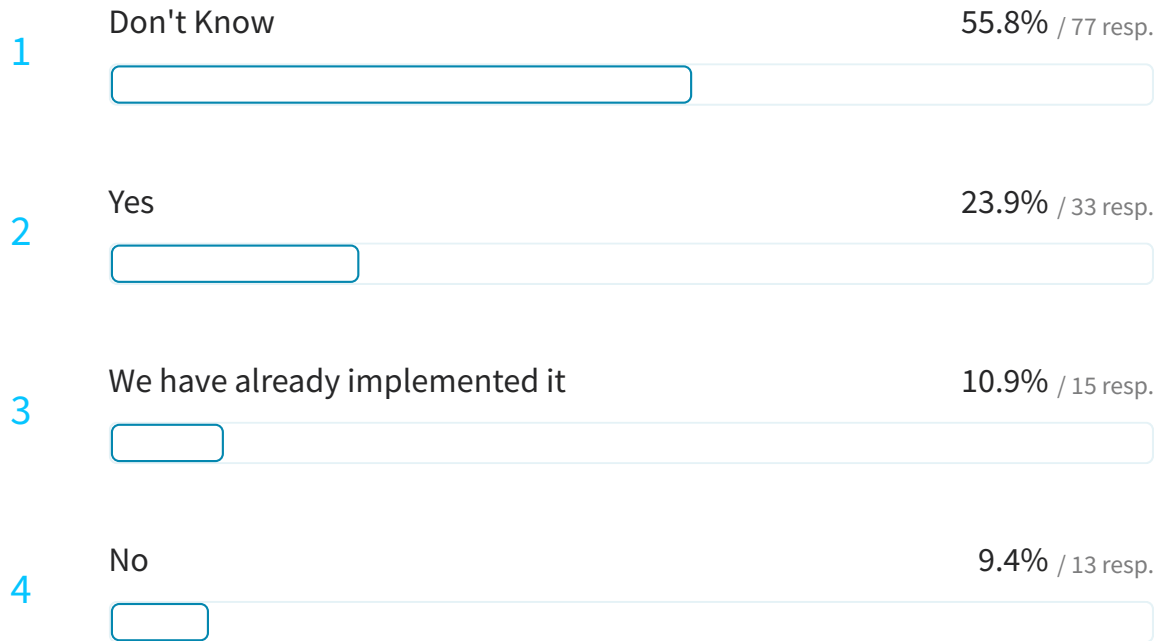 1 Don't Know 55.8% / 77 resp.
2 Yes 23.9% / 33 resp.
3 We have already implemented it 10.9% / 15 resp.
4 No 9.4% / 13 resp.